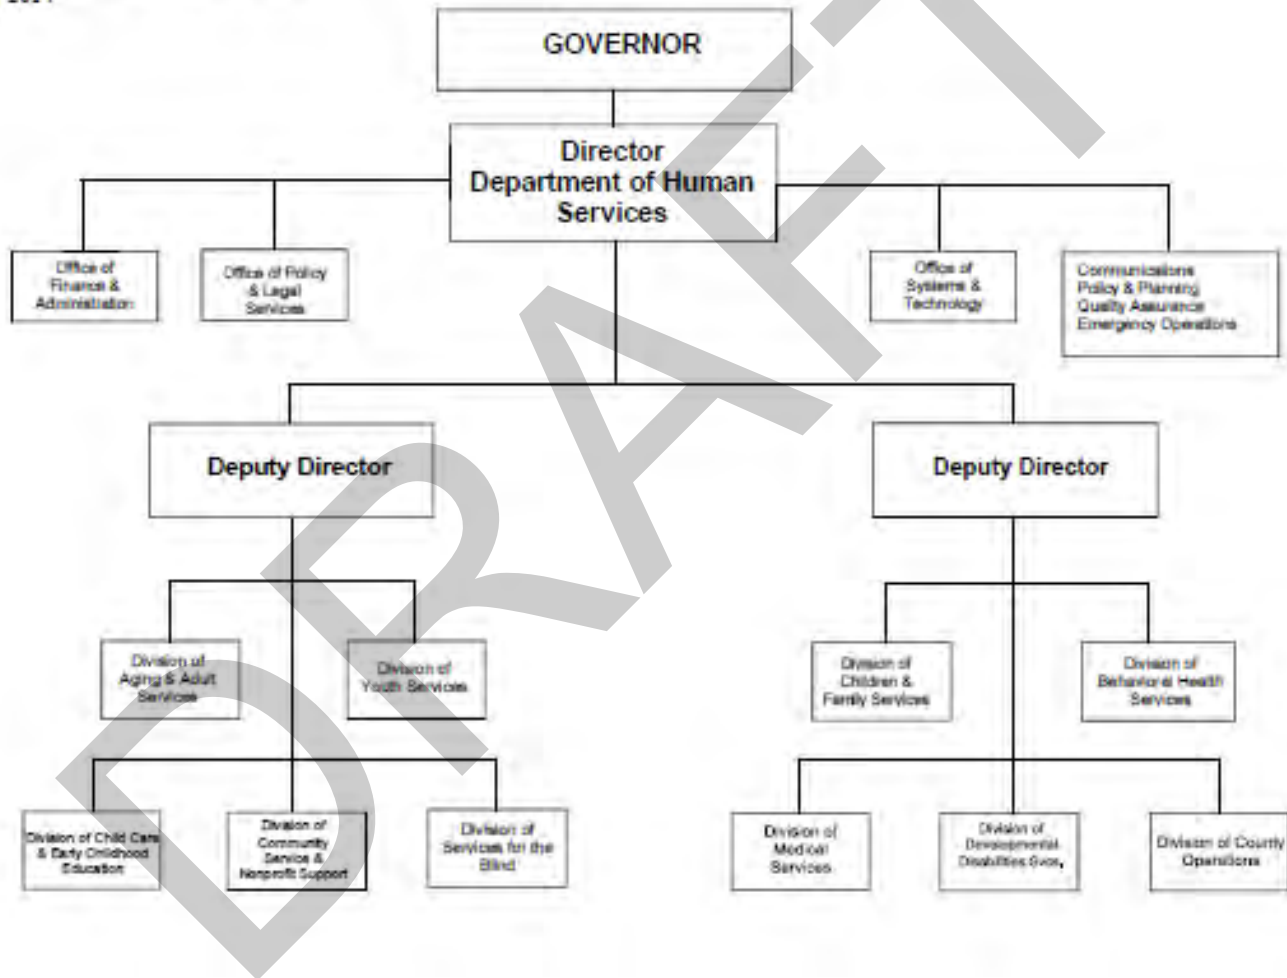 GOVERNOR
Director
Department of Human
Services
Office of
Finance &
Administration
Office of Policy
& Legal
Services
Office of
Systems &
Technology
Communications
Policy & Planning
Quality Assurance
Emergency Operations
Deputy Director
Deputy Director
Division of
Aging & Adult
Services
Division of
Youth Services
Division of
Children &
Family Services
Division of
Behavioral Health
Services
Division of Child Care
& Early Childhood
Education
Division of
Community
Service &
Nonprofit Support
Division of
Services for the
Blind
Division of
Medical
Services
Division of
Developmental
Disabilities Svcs.
Division of County
Operations
DRAFT